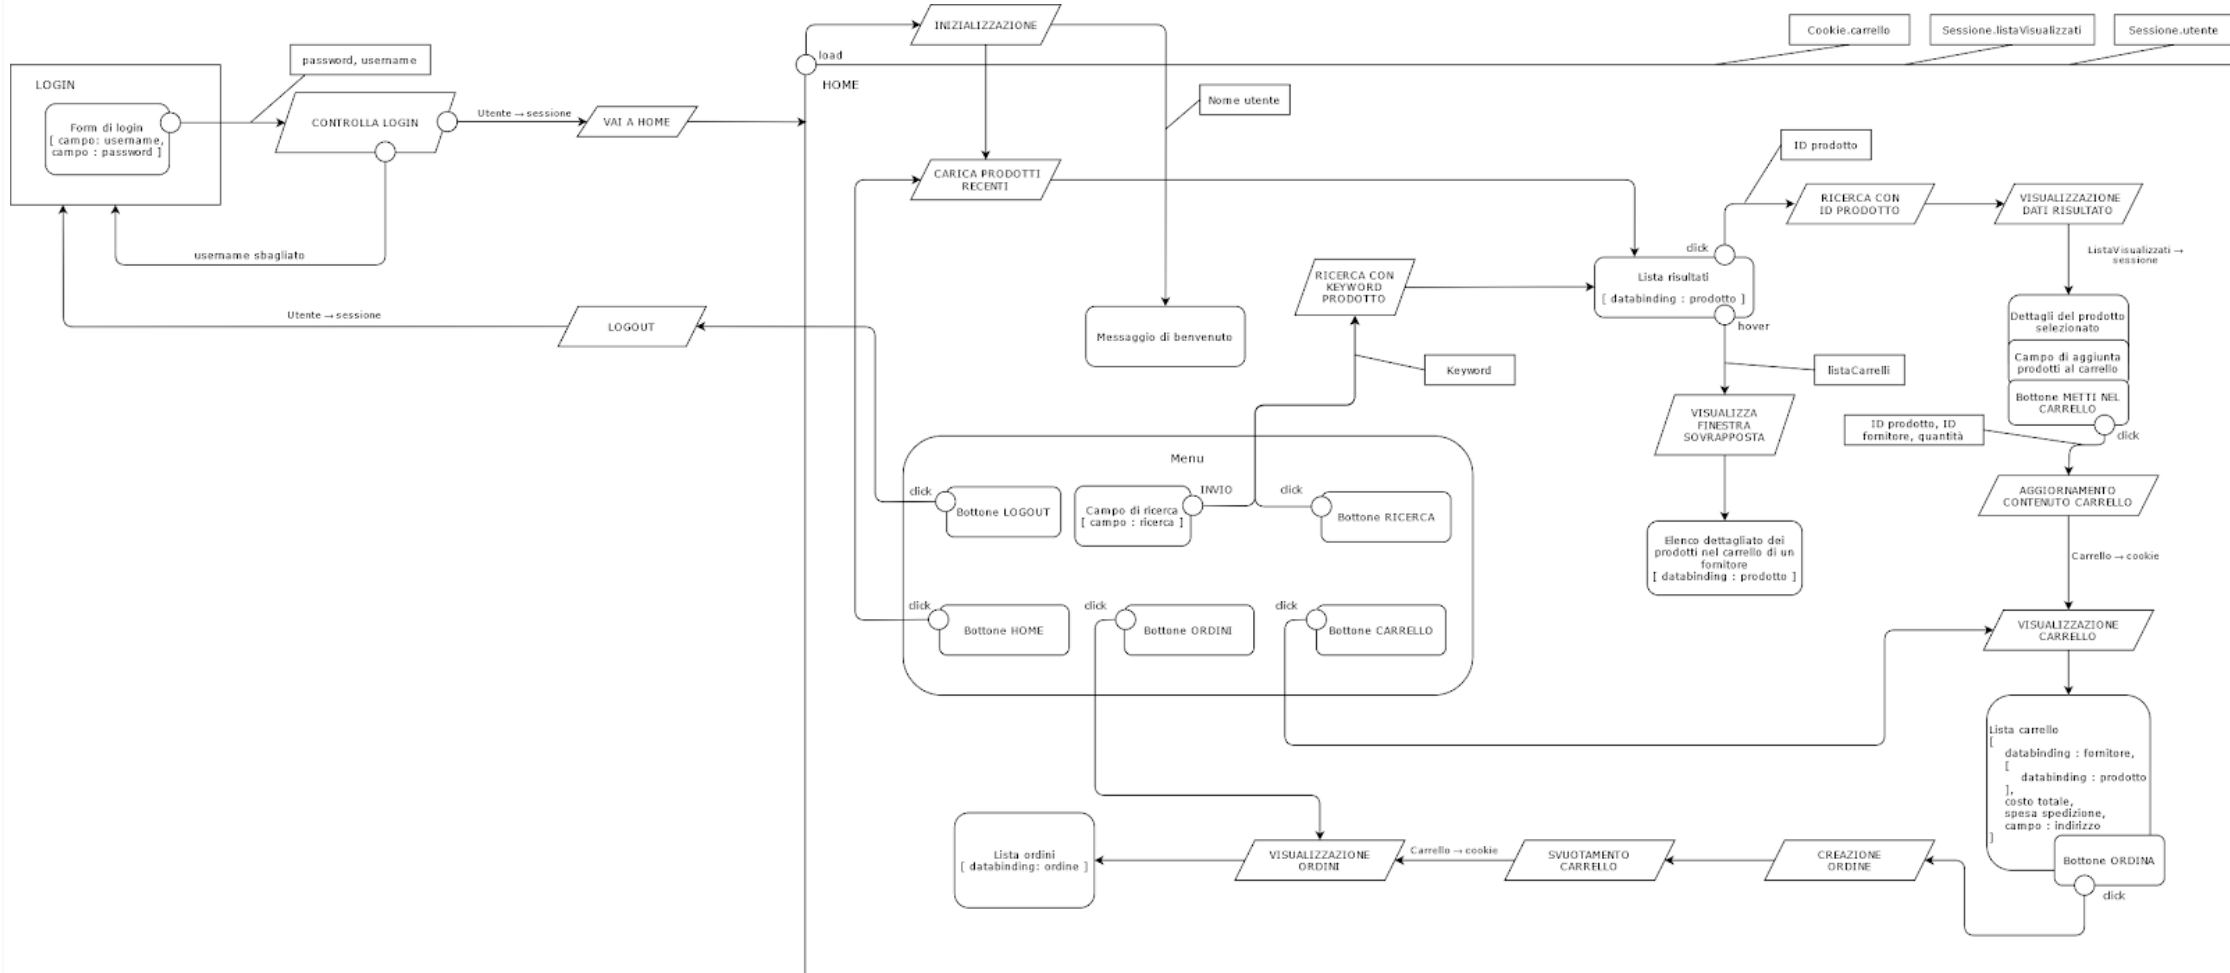 LOGIN
Form di login
[ campo: username,
campo : password ]
password, username
CONTROLLA LOGIN
Utente → sessione
VAI A HOME
username sbagliato
Utente → sessione
LOGOUT
load
HOME
INIZIALIZZAZIONE
Nome utente
CARICA PRODOTTI
RECENTI
Messaggio di benvenuto
Cookie.carrello
Sessione.listaVisualizzati
Sessione.utente
ID prodotto
RICERCA CON
ID PRODOTTO
VISUALIZZAZIONE
DATI RISULTATO
ListaVisualizzati →
sessione
RICERCA CON
KEYWORD
PRODOTTO
Keyword
click
Lista risultati
[ databinding : prodotto ]
hover
listaCarrelli
VISUALIZZA
FINESTRA
SOVRAPPOSTA
Elenco dettagliato dei
prodotti nel carrello di un
fornitore
[ databinding : prodotto ]
Dettagli del prodotto
selezionato
Campo di aggiunta
prodotti al carrello
Bottone METTI NEL
CARRELLO
click
ID prodotto, ID
fornitore, quantità
AGGIORNAMENTO
CONTENUTO CARRELLO
Carrello → cookie
VISUALIZZAZIONE
CARRELLO
Menu
click
Bottone LOGOUT
Campo di ricerca
[ campo : ricerca ]
INVIO
click
Bottone RICERCA
click
Bottone HOME
click
Bottone ORDINI
click
Bottone CARRELLO
Lista carrello
[
databinding : fornitore,
[
databinding : prodotto
],
costo totale,
spesa spedizione,
campo : indirizzo
]
Bottone ORDINA
click
CREAZIONE
ORDINE
SVUOTAMENTO
CARRELLO
Carrello → cookie
VISUALIZZAZIONE
ORDINI
Lista ordini
[ databinding: ordine ]